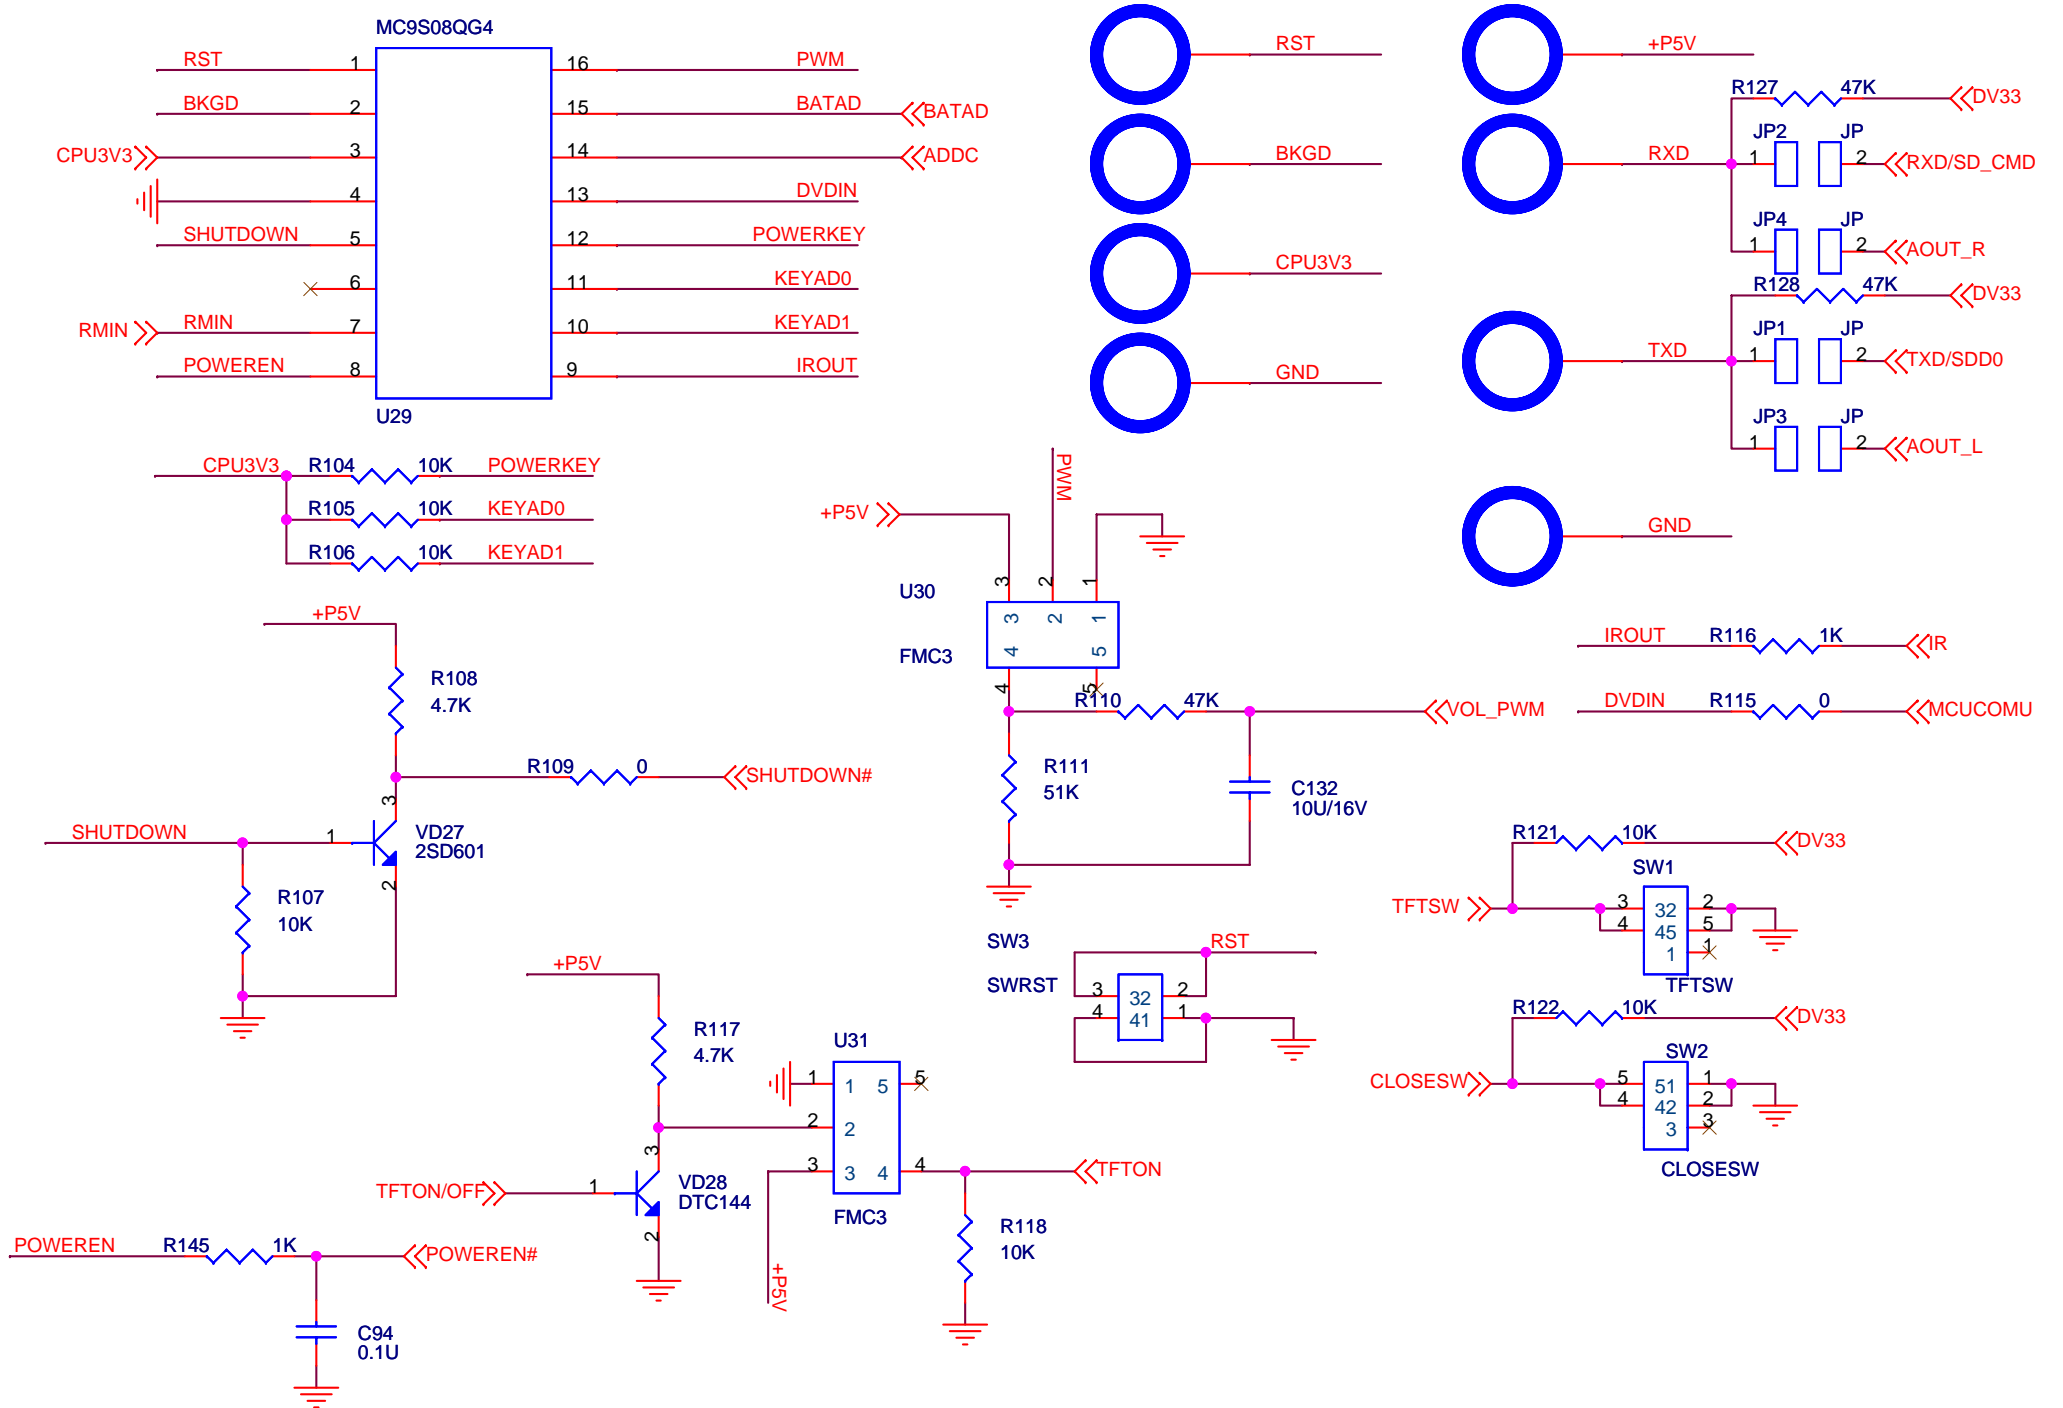 MC9S08QG4
RST 1 16 PWM
BKGD 2 15 BATAD BATAD
CPU3V3 3 14 ADDC
4 13 DVDIN
SHUTDOWN 5 12 POWERKEY
6 11 KEYAD0
RMIN RMIN 7 10 KEYAD1
POWEREN 8 9 IROUT
U29
RST
BKGD
CPU3V3
GND
+P5V
R127 47K DV33
JP2 JP
RXD 1 2 RXD/SD_CMD
JP4 JP
1 2 AOUT_R
R128 47K DV33
JP1 JP
TXD 1 2 TXD/SDD0
JP3 JP
1 2 AOUT_L
GND
CPU3V3 R104 10K POWERKEY
R105 10K KEYAD0
R106 10K KEYAD1
+P5V
R108
4.7K
R109 0 SHUTDOWN#
3
SHUTDOWN 1 VD27
2SD601
2
R107
10K
PWM
+P5V
3 2 1
U30
3 2 1
FMC3
4 5
4 5
R110 47K VOL_PWM
R111
51K
C132
10U/16V
IROUT R116 1K IR
DVDIN R115 0 MCUCOMU
R121 10K DV33
SW1
TFTSW 3 32 2
4 45 5
1 1
TFTSW
R122 10K DV33
SW2
CLOSESW 5 51 1
4 42 2
3 3
CLOSESW
SW3 RST
SWRST 3 32 2
4 41 1
+P5V
R117
4.7K
U31
1 1 5 5
2 2
3 3 4 4 TFTON
FMC3
3
TFTON/OFF 1 VD28
DTC144
2
+P5V
R118
10K
POWEREN R145 1K POWEREN#
C94
0.1U